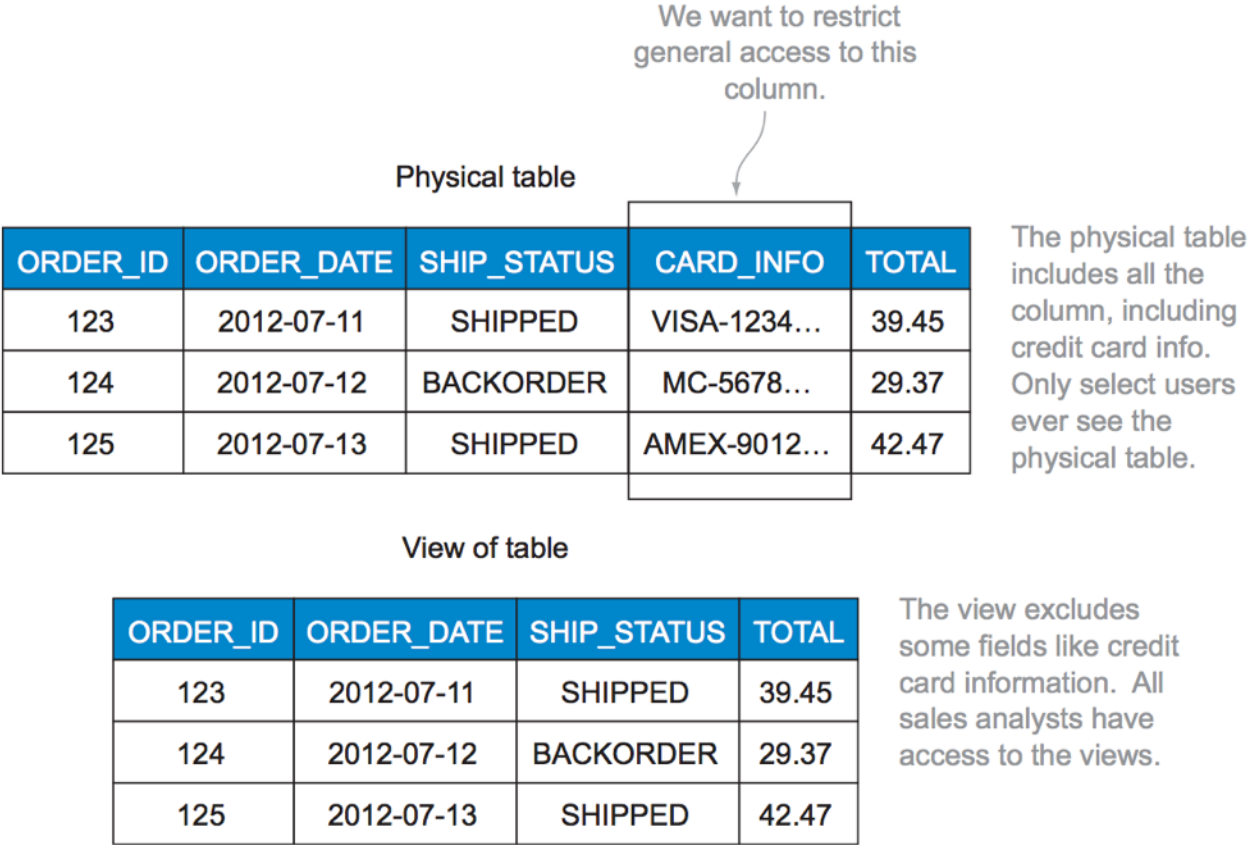 We want to restrict
general access to this
column.
Physical table
ORDER_ID ORDER_DATE SHIP_STATUS CARD_INFO TOTAL
123 2012-07-11 SHIPPED VISA-1234… 39.45
124 2012-07-12 BACKORDER MC-5678… 29.37
125 2012-07-13 SHIPPED AMEX-9012… 42.47
The physical table
includes all the
column, including
credit card info.
Only select users
ever see the
physical table.
View of table
ORDER_ID ORDER_DATE SHIP_STATUS TOTAL
123 2012-07-11 SHIPPED 39.45
124 2012-07-12 BACKORDER 29.37
125 2012-07-13 SHIPPED 42.47
The view excludes
some fields like credit
card information. All
sales analysts have
access to the views.